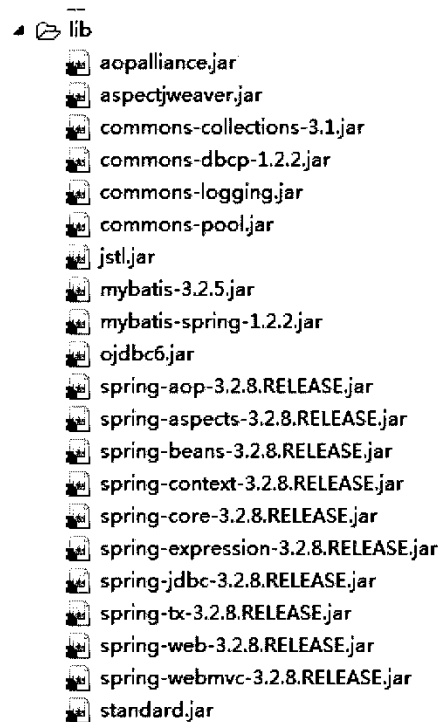 lib
aopalliance.jar
aspectjweaver.jar
commons-collections-3.1.jar
commons-dbcp-1.2.2.jar
commons-logging.jar
commons-pool.jar
jstl.jar
mybatis-3.2.5.jar
mybatis-spring-1.2.2.jar
ojdbc6.jar
spring-aop-3.2.8.RELEASE.jar
spring-aspects-3.2.8.RELEASE.jar
spring-beans-3.2.8.RELEASE.jar
spring-context-3.2.8.RELEASE.jar
spring-core-3.2.8.RELEASE.jar
spring-expression-3.2.8.RELEASE.jar
spring-jdbc-3.2.8.RELEASE.jar
spring-tx-3.2.8.RELEASE.jar
spring-web-3.2.8.RELEASE.jar
spring-webmvc-3.2.8.RELEASE.jar
standard.jar